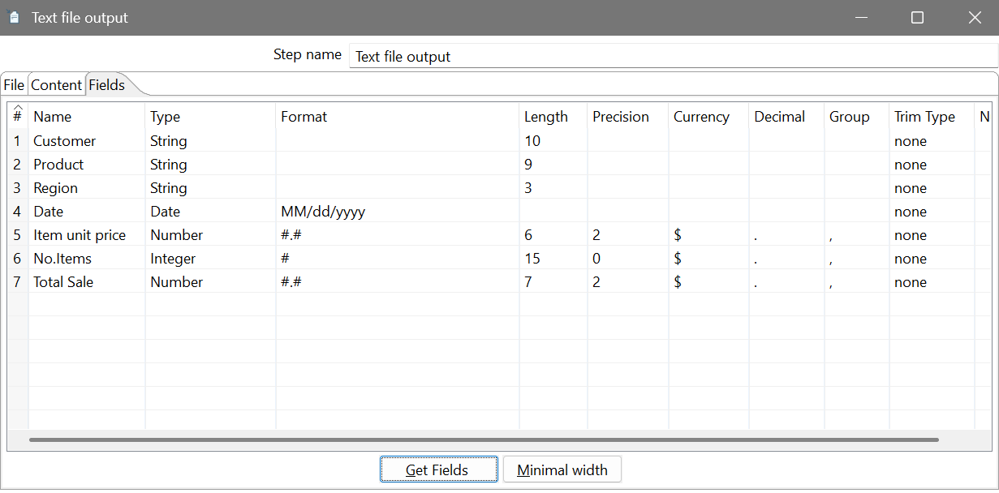 Text file output
Step name Text file output
File Content Fields
# Name Type Format Length Precision Currency Decimal Group Trim Type N
1 Customer String 10 none
2 Product String 9 none
3 Region String 3 none
4 Date Date MM/dd/yyyy none
5 Item unit price Number #.# 6 2 $ . , none
6 No.Items Integer # 15 0 $ . , none
7 Total Sale Number #.# 7 2 $ . , none
Get Fields Minimal width